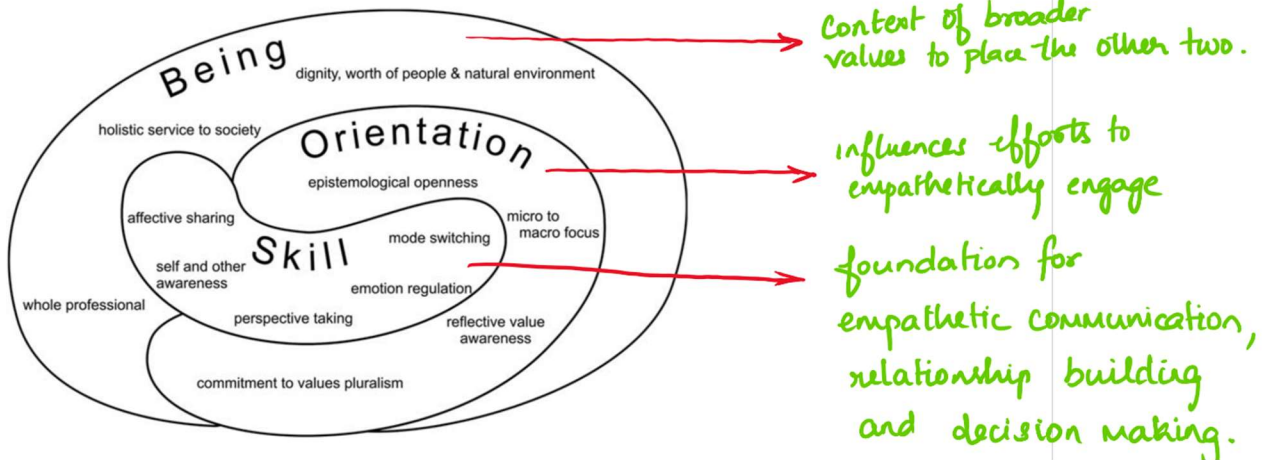 Being
dignity, worth of people & natural environment
holistic service to society
Orientation
epistemological openness
affective sharing
micro to
macro focus
mode switching
Skill
self and other
awareness
emotion regulation
whole professional
perspective taking
reflective value
awareness
commitment to values pluralism
Context of broader
values to place the other two.
influences efforts to
empathetically engage
foundation for
empathetic communication,
relationship building
and decision making.